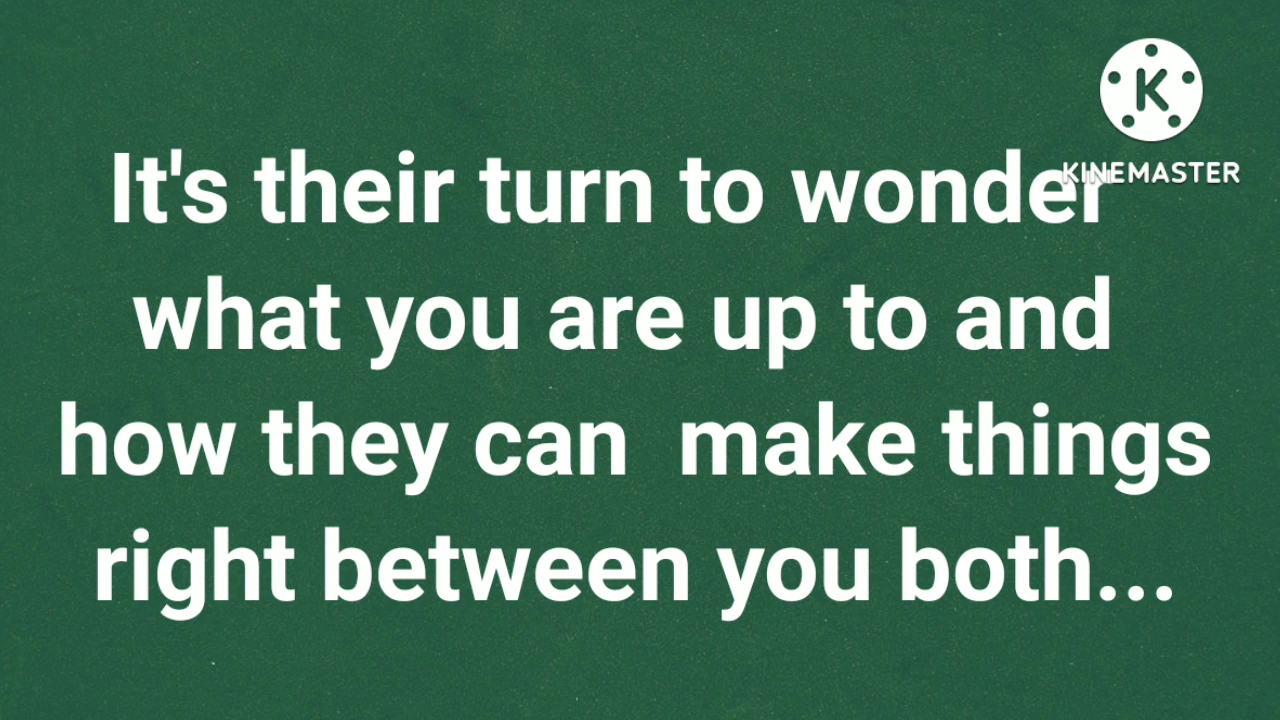 K
KINEMASTER
It's their turn to wonder
what you are up to and
how they can  make things
right between you both...